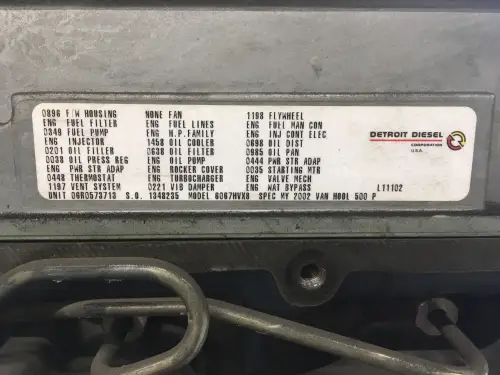 0896 F/W HOUSING NONE FAN 1198 FLYWHEEL
ENG FUEL FILTER ENG FUEL LINES ENG FUEL MAN CON
0349 FUEL PUMP ENG H.P.FAMILY ENG INJ CONT ELEC
ENG INJECTOR 1458 OIL COOLER 0698 OIL DIST
0201 OIL FILLER 0638 OIL FILTER 0985 OIL PAN
0038 OIL PRESS REG ENG OIL PUMP 0444 PWR STR ADAP
ENG PWR STR ADAP ENG ROCKER COVER 0035 STARTING MTR
0448 THERMOSTAT ENG TURBOCHARGER ENG VALVE MECH
1197 VENT SYSTEM 0221 VIB DAMPER ENG WAT BYPASS L11102
UNIT 06R0573713 S.O. 1348235 MODEL 6067HVX8 SPEC MY 2002 VAN HOOL 500 P
DETROIT DIESEL
CORPORATION
U.S.A.